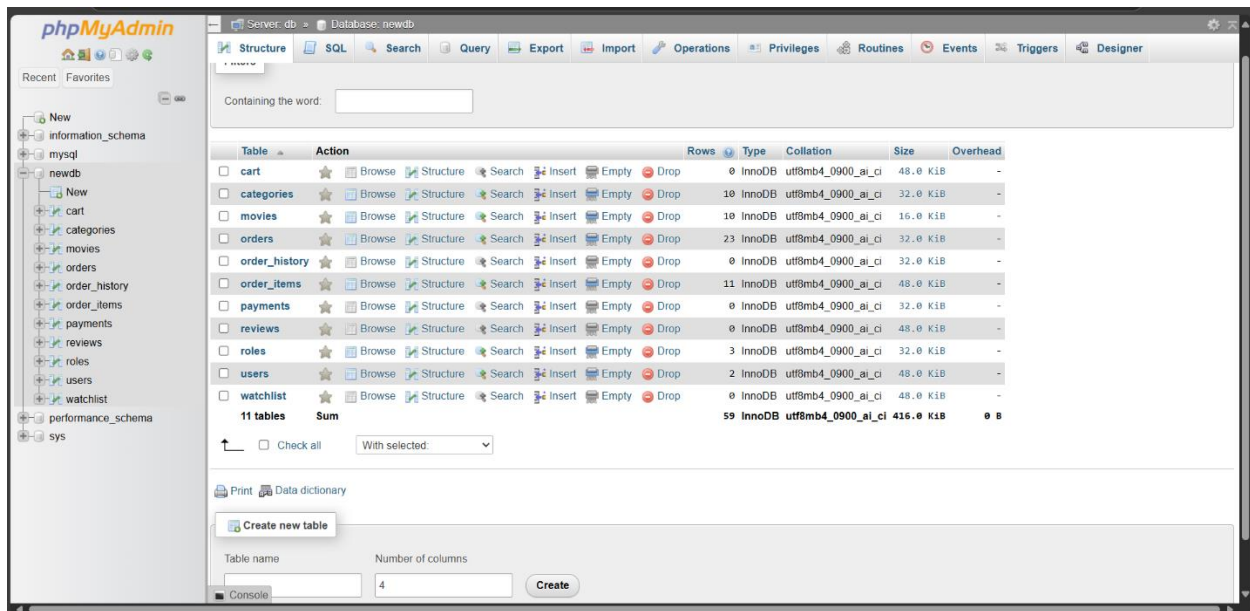 phpMyAdmin
Recent Favorites
New
information_schema
mysql
newdb
New
cart
categories
movies
orders
order_history
order_items
payments
reviews
roles
users
watchlist
performance_schema
sys
Server: db » Database: newdb
Structure SQL Search Query Export Import Operations Privileges Routines Events Triggers Designer
Filters
Containing the word:
Table Action Rows Type Collation Size Overhead
cart Browse Structure Search Insert Empty Drop 0 InnoDB utf8mb4_0900_ai_ci 48.0 KiB -
categories Browse Structure Search Insert Empty Drop 10 InnoDB utf8mb4_0900_ai_ci 32.0 KiB -
movies Browse Structure Search Insert Empty Drop 10 InnoDB utf8mb4_0900_ai_ci 16.0 KiB -
orders Browse Structure Search Insert Empty Drop 23 InnoDB utf8mb4_0900_ai_ci 32.0 KiB -
order_history Browse Structure Search Insert Empty Drop 0 InnoDB utf8mb4_0900_ai_ci 32.0 KiB -
order_items Browse Structure Search Insert Empty Drop 11 InnoDB utf8mb4_0900_ai_ci 48.0 KiB -
payments Browse Structure Search Insert Empty Drop 0 InnoDB utf8mb4_0900_ai_ci 32.0 KiB -
reviews Browse Structure Search Insert Empty Drop 0 InnoDB utf8mb4_0900_ai_ci 48.0 KiB -
roles Browse Structure Search Insert Empty Drop 3 InnoDB utf8mb4_0900_ai_ci 32.0 KiB -
users Browse Structure Search Insert Empty Drop 2 InnoDB utf8mb4_0900_ai_ci 48.0 KiB -
watchlist Browse Structure Search Insert Empty Drop 0 InnoDB utf8mb4_0900_ai_ci 48.0 KiB -
11 tables Sum 59 InnoDB utf8mb4_0900_ai_ci 416.0 KiB 0 B
Check all With selected:
Print Data dictionary
Create new table
Table name Number of columns
4 Create
Console